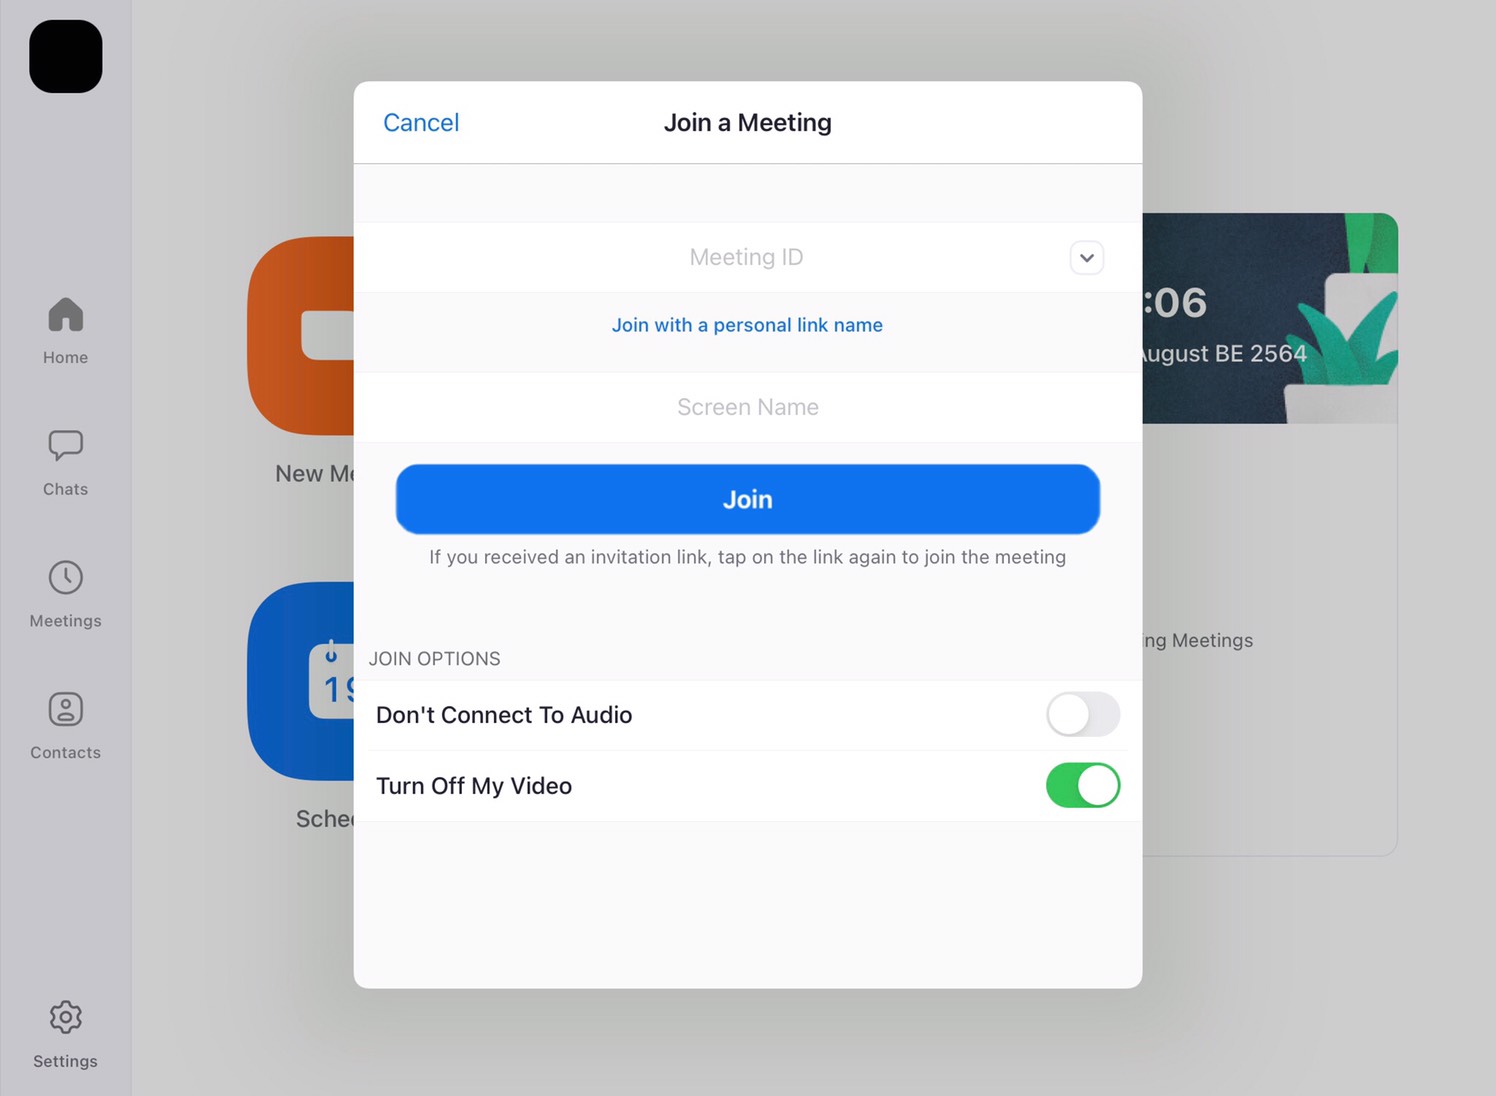 Cancel
Join a Meeting
Meeting ID
Join with a personal link name
Screen Name
Join
If you received an invitation link, tap on the link again to join the meeting
JOIN OPTIONS
Don't Connect To Audio
Turn Off My Video
Home
Chats
Meetings
Contacts
Settings
New Me
19
Sche
:06
August BE 2564
ing Meetings